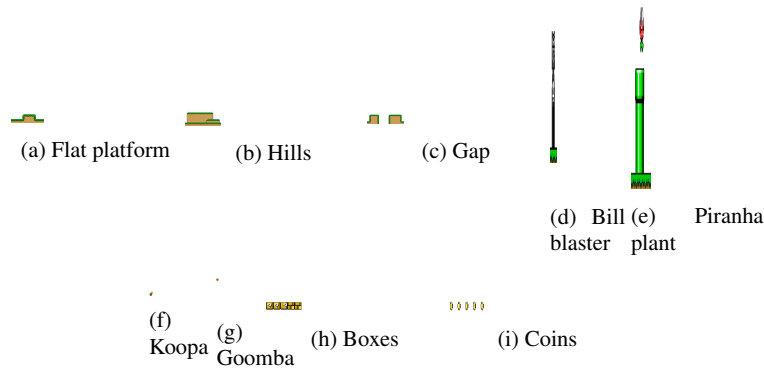 (a) Flat platform
(b) Hills
(c) Gap
(d) Bill blaster
(e) Piranha plant
(f) Koopa
(g) Goomba
(h) Boxes
(i) Coins